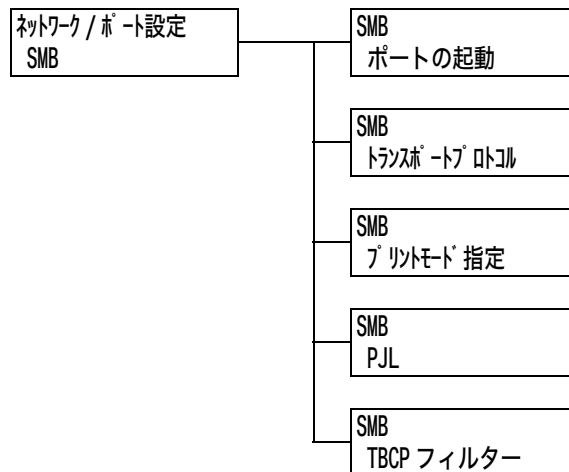 ﾈｯﾄﾜｰｸ / ﾎﾟｰﾄ設定
SMB
SMB
ポートの起動
SMB
ﾄﾗﾝｽﾎﾟｰﾄﾌﾟﾛﾄｺﾙ
SMB
ﾌﾟﾘﾝﾄﾓｰﾄﾞ指定
SMB
PJL
SMB
TBCP フィルター